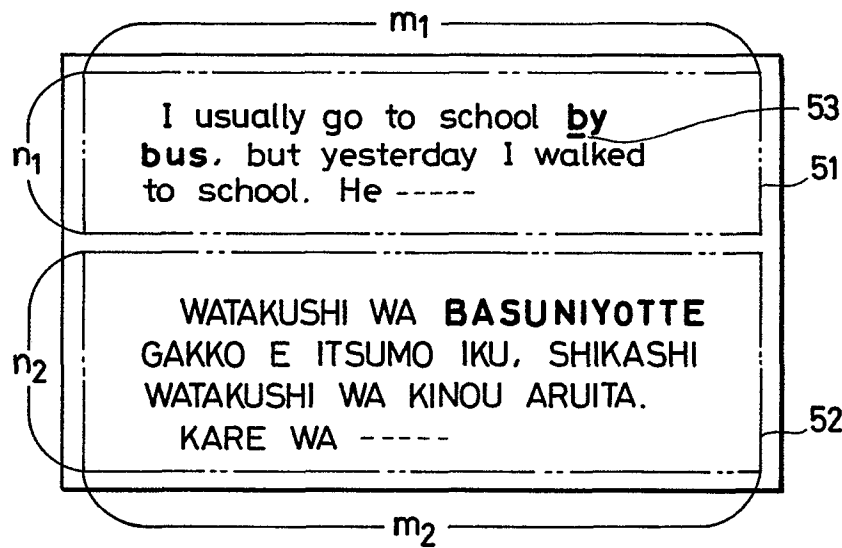 m1
I usually go to school by
53
bus, but yesterday I walked
n1
51
to school. He -----
WATAKUSHI WA BASUNIYOTTE
GAKKO E ITSUMO IKU, SHIKASHI
n2
WATAKUSHI WA KINOU ARUITA.
52
KARE WA -----
m2